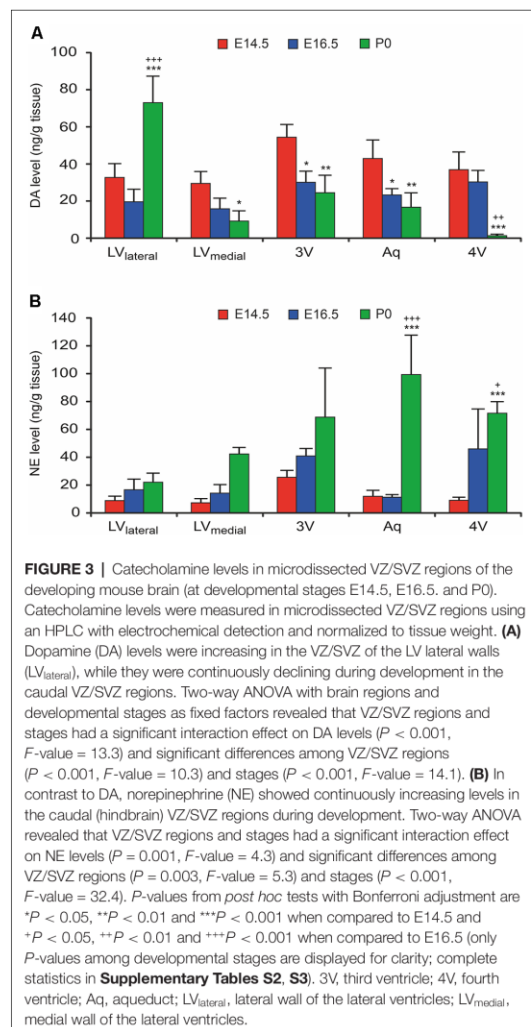 A
E14.5 E16.5 P0
DA level (ng/g tissue)
100
80
60
40
20
0
+++
***
*
*
**
*
**
++
***
LVlateral LVmedial 3V Aq 4V
B
E14.5 E16.5 P0
NE level (ng/g tissue)
140
120
100
80
60
40
20
0
+++
***
+
***
LVlateral LVmedial 3V Aq 4V
FIGURE 3 | Catecholamine levels in microdissected VZ/SVZ regions of the
developing mouse brain (at developmental stages E14.5, E16.5. and P0).
Catecholamine levels were measured in microdissected VZ/SVZ regions using
an HPLC with electrochemical detection and normalized to tissue weight. (A)
Dopamine (DA) levels were increasing in the VZ/SVZ of the LV lateral walls
(LVlateral), while they were continuously declining during development in the
caudal VZ/SVZ regions. Two-way ANOVA with brain regions and
developmental stages as fixed factors revealed that VZ/SVZ regions and
stages had a significant interaction effect on DA levels (P < 0.001,
F-value = 13.3) and significant differences among VZ/SVZ regions
(P < 0.001, F-value = 10.3) and stages (P < 0.001, F-value = 14.1). (B) In
contrast to DA, norepinephrine (NE) showed continuously increasing levels in
the caudal (hindbrain) VZ/SVZ regions during development. Two-way ANOVA
revealed that VZ/SVZ regions and stages had a significant interaction effect
on NE levels (P = 0.001, F-value = 4.3) and significant differences among
VZ/SVZ regions (P = 0.003, F-value = 5.3) and stages (P < 0.001,
F-value = 32.4). P-values from post hoc tests with Bonferroni adjustment are
*P < 0.05, **P < 0.01 and ***P < 0.001 when compared to E14.5 and
+P < 0.05, ++P < 0.01 and +++P < 0.001 when compared to E16.5 (only
P-values among developmental stages are displayed for clarity; complete
statistics in Supplementary Tables S2, S3). 3V, third ventricle; 4V, fourth
ventricle; Aq, aqueduct; LVlateral, lateral wall of the lateral ventricles; LVmedial,
medial wall of the lateral ventricles.